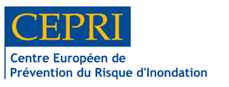 CEPRI
Centre Européen de
Prévention du Risque d'Inondation